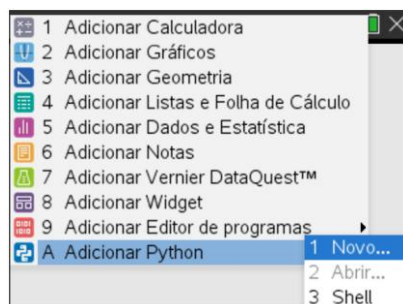 1 Adicionar Calculadora
2 Adicionar Gráficos
3 Adicionar Geometria
4 Adicionar Listas e Folha de Cálculo
5 Adicionar Dados e Estatística
6 Adicionar Notas
7 Adicionar Vernier DataQuest™
8 Adicionar Widget
9 Adicionar Editor de programas
A Adicionar Python
1 Novo...
2 Abrir...
3 Shell